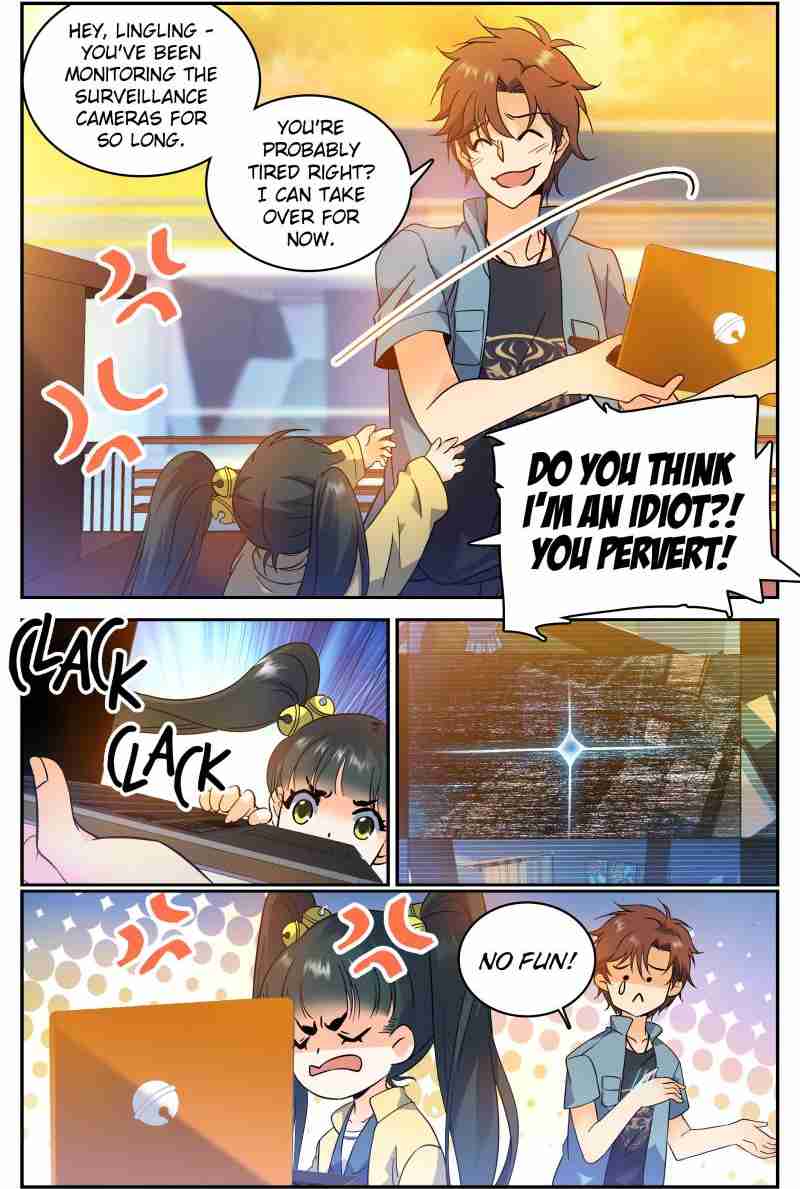 HEY, LINGLING -
YOU'VE BEEN
MONITORING THE
SURVEILLANCE
CAMERAS FOR
SO LONG.
YOU'RE
PROBABLY
TIRED RIGHT?
I CAN TAKE
OVER FOR
NOW.
DO YOU THINK
I'M AN IDIOT?!
YOU PERVERT!
CLACK
CLACK
NO FUN!